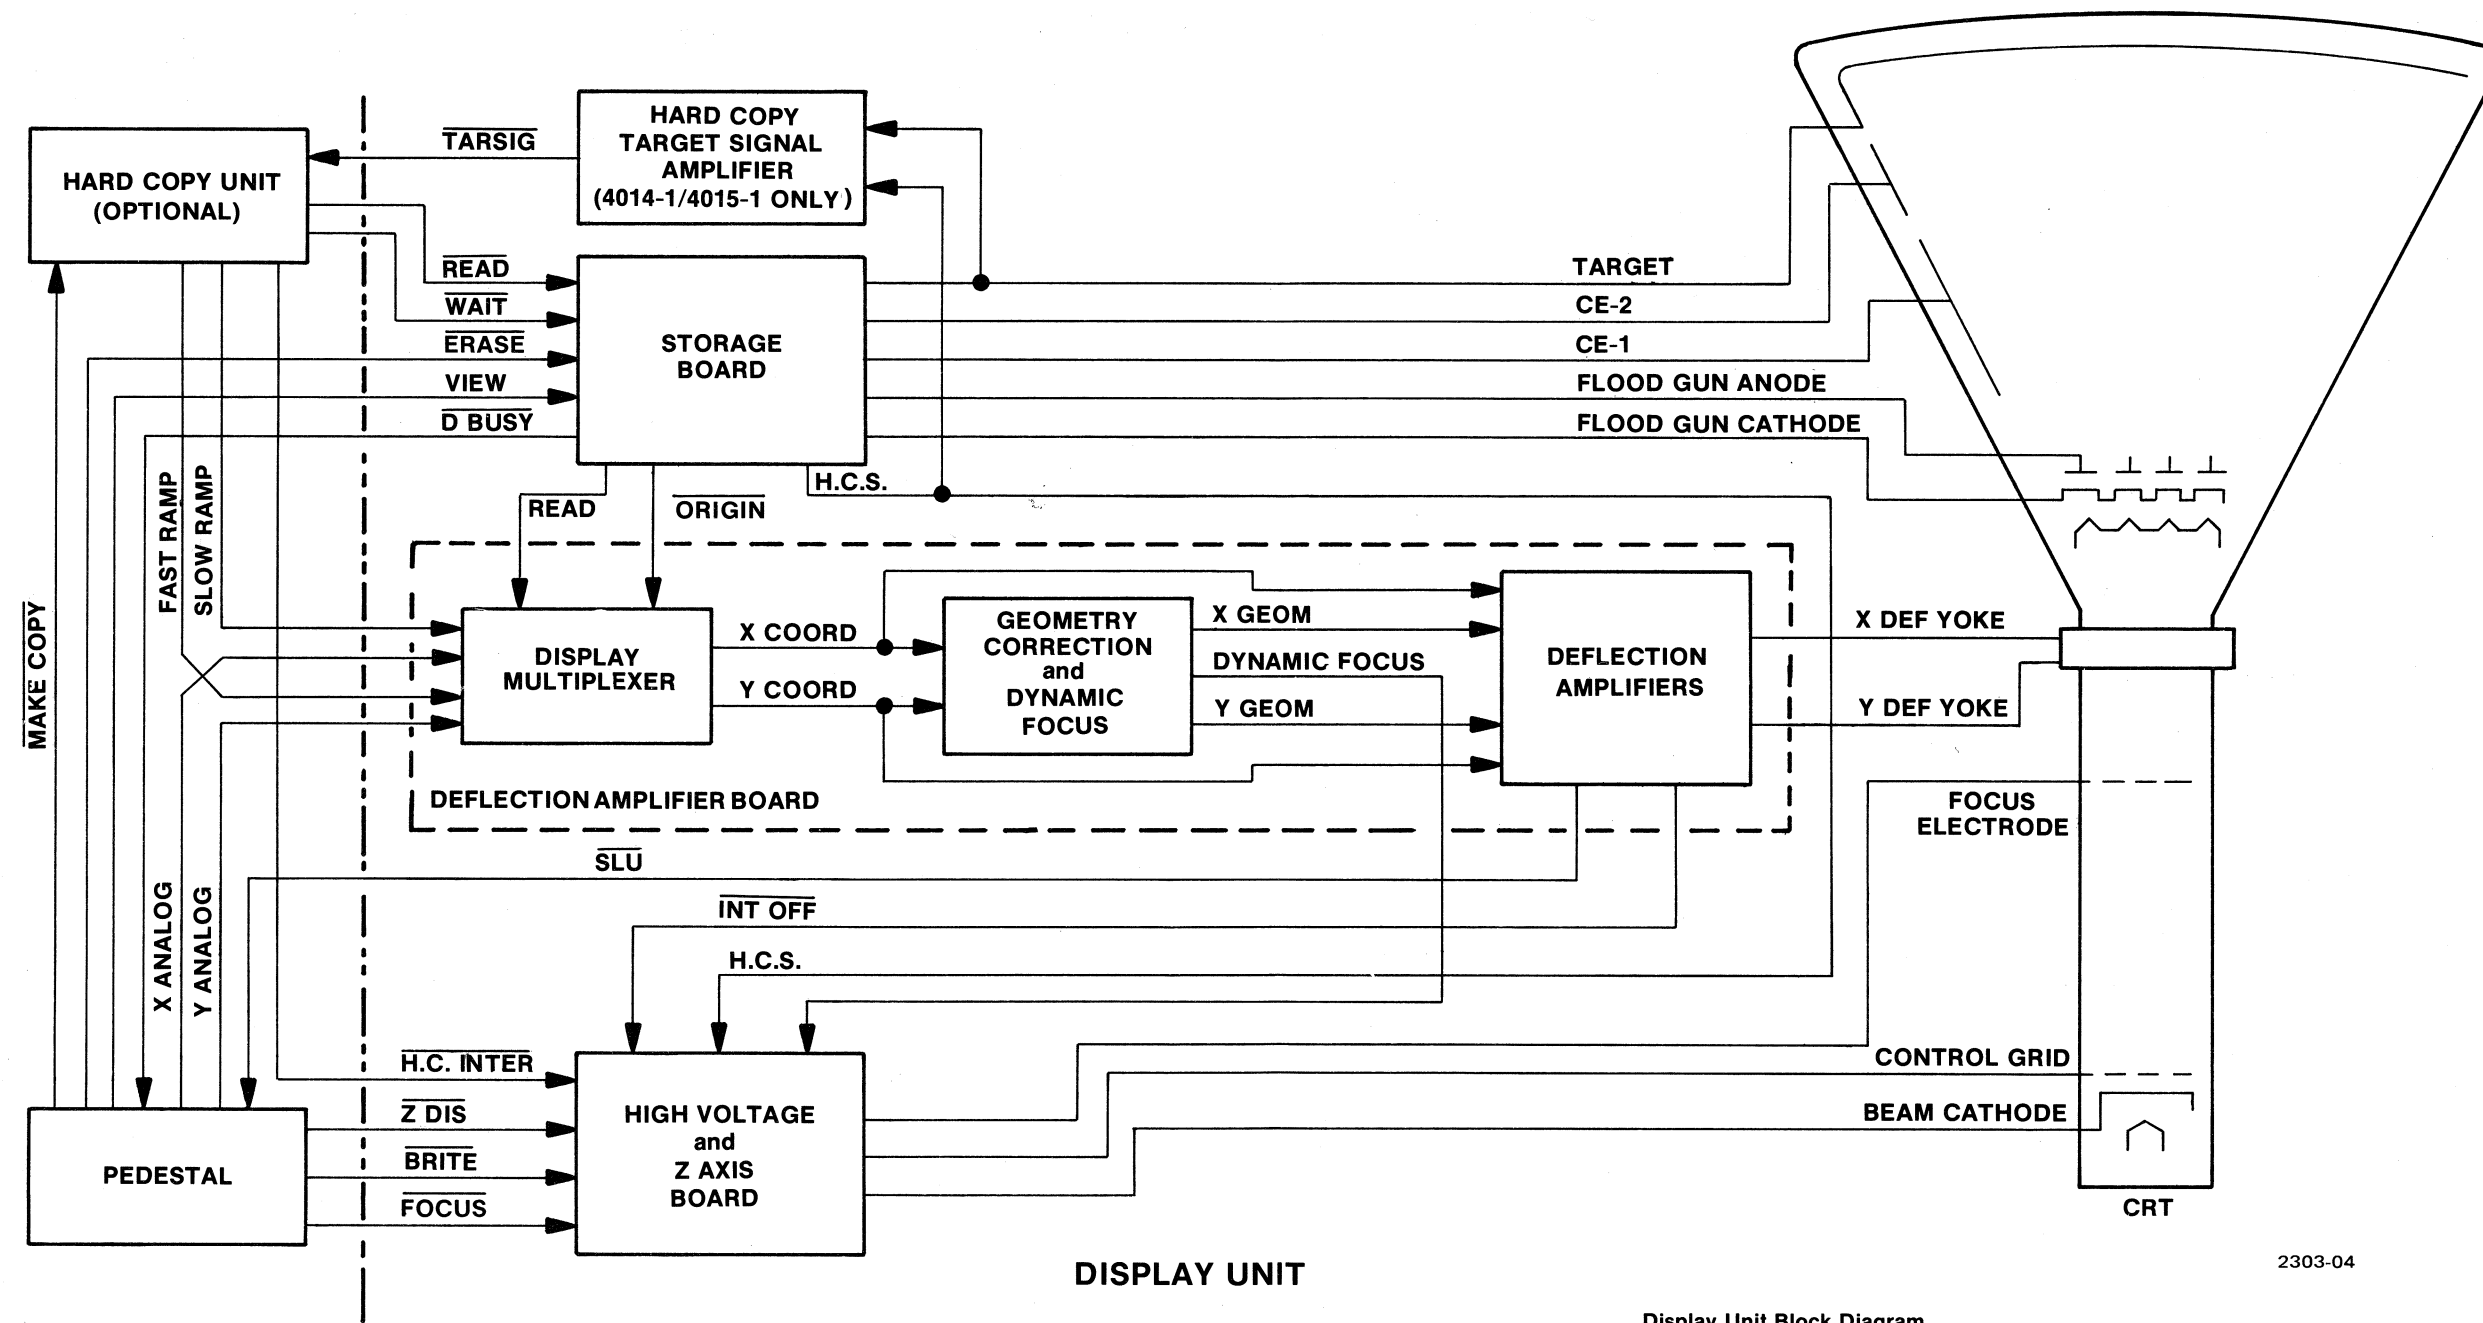 HARD COPY
TARGET SIGNAL
AMPLIFIER
(4014-1/4015-1 ONLY)
TARSIG
HARD COPY UNIT
(OPTIONAL)
READ
WAIT
ERASE
VIEW
D BUSY
STORAGE
BOARD
TARGET
CE-2
CE-1
FLOOD GUN ANODE
FLOOD GUN CATHODE
H.C.S.
READ
ORIGIN
FAST RAMP
SLOW RAMP
MAKE COPY
X ANALOG
Y ANALOG
DISPLAY
MULTIPLEXER
X COORD
Y COORD
GEOMETRY
CORRECTION
and
DYNAMIC
FOCUS
X GEOM
DYNAMIC FOCUS
Y GEOM
DEFLECTION
AMPLIFIERS
X DEF YOKE
Y DEF YOKE
DEFLECTION AMPLIFIER BOARD
FOCUS
ELECTRODE
SLU
INT OFF
H.C.S.
H.C. INTER
Z DIS
BRITE
FOCUS
PEDESTAL
HIGH VOLTAGE
and
Z AXIS
BOARD
CONTROL GRID
BEAM CATHODE
CRT
DISPLAY UNIT
2303-04
Display Unit Block Diagram